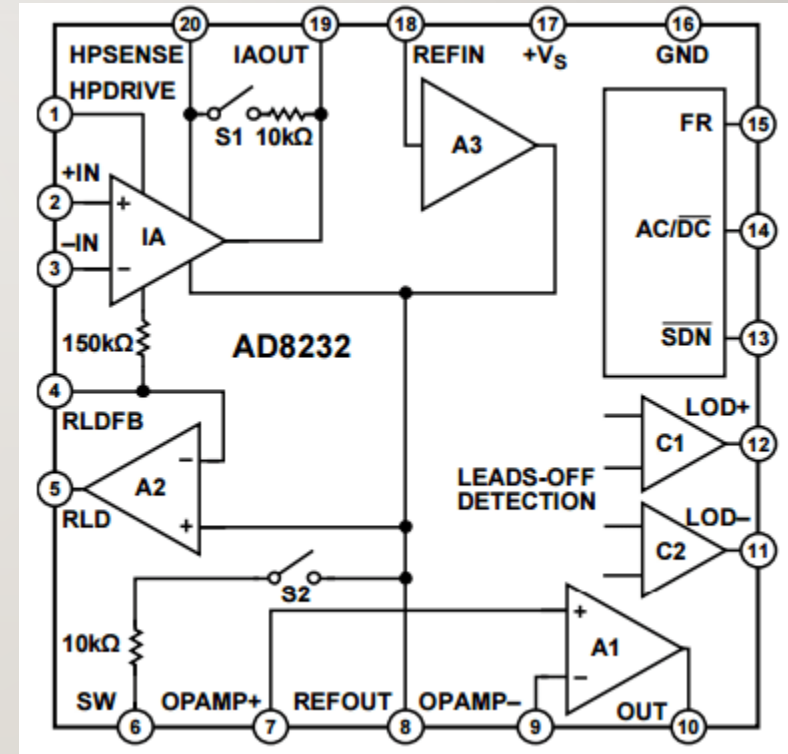 20 19 18 17 16
HPSENSE IAOUT REFIN +VS GND
HPDRIVE
1
S1 10kΩ
A3
FR 15
+IN
2
+
IA
AC/DC 14
–IN
3
–
150kΩ
AD8232
SDN 13
4
RLDFB
LOD+
C1 12
5
RLD
A2
–
+
LEADS-OFF
DETECTION
LOD–
C2 11
S2
10kΩ
+
A1
–
SW OPAMP+ REFOUT OPAMP– OUT
6 7 8 9 10